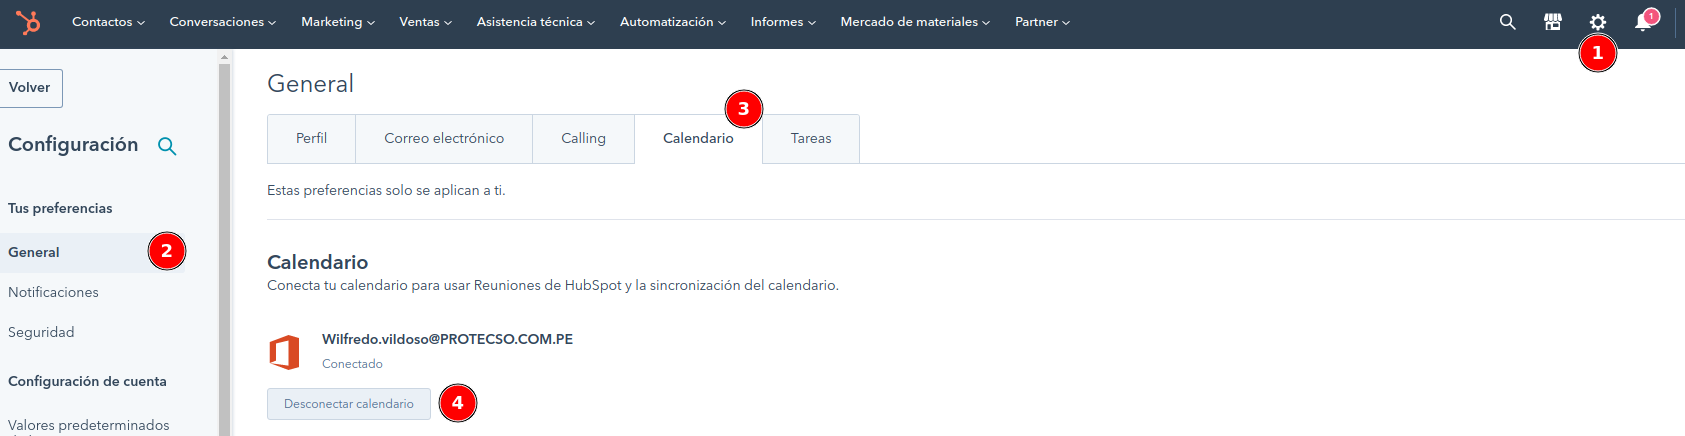 Contactos Conversaciones Marketing Ventas Asistencia técnica Automatización Informes Mercado de materiales Partner 1
1
Volver
General
3
Perfil Correo electrónico Calling Calendario Tareas
Configuración
Estas preferencias solo se aplican a ti.
Tus preferencias
General 2
Notificaciones
Seguridad
Configuración de cuenta
Valores predeterminados
Calendario
Conecta tu calendario para usar Reuniones de HubSpot y la sincronización del calendario.
Wilfredo.vildoso@PROTECSO.COM.PE
Conectado
Desconectar calendario 4